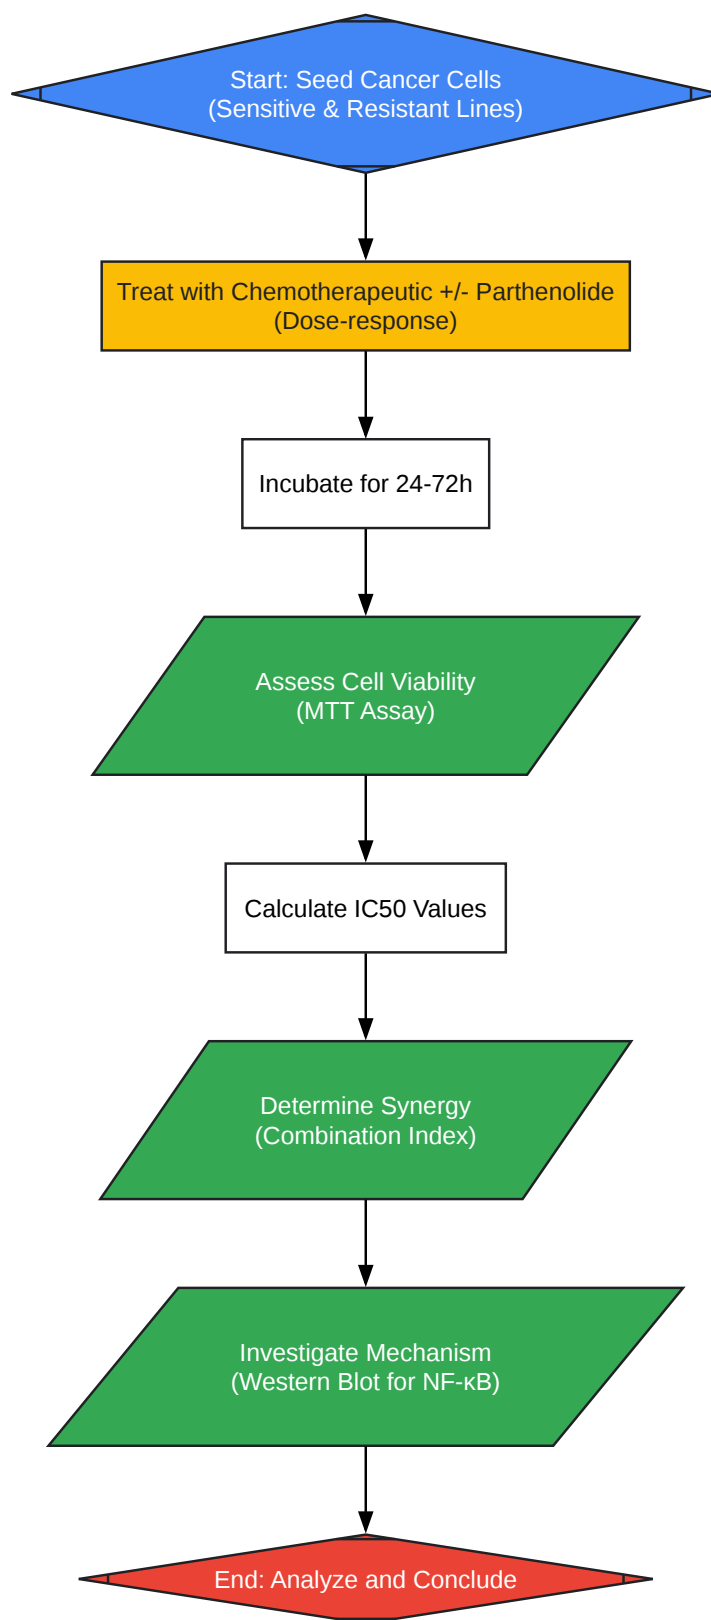 Start: Seed Cancer Cells
(Sensitive & Resistant Lines)
Treat with Chemotherapeutic +/- Parthenolide
(Dose-response)
Incubate for 24-72h
Assess Cell Viability
(MTT Assay)
Calculate IC50 Values
Determine Synergy
(Combination Index)
Investigate Mechanism
(Western Blot for NF-κB)
End: Analyze and Conclude